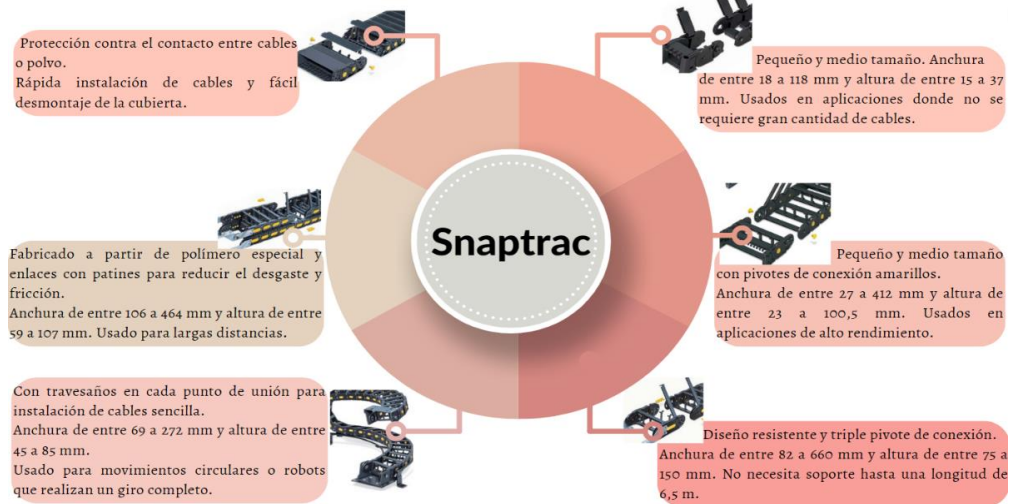 Protección contra el contacto entre cables
o polvo.
Rápida instalación de cables y fácil
desmontaje de la cubierta.
Pequeño y medio tamaño. Anchura
de entre 18 a 118 mm y altura de entre 15 a 37
mm. Usados en aplicaciones donde no se
requiere gran cantidad de cables.
Snaptrac
Fabricado a partir de polímero especial y
enlaces con patines para reducir el desgaste y
fricción.
Anchura de entre 106 a 464 mm y altura de entre
59 a 107 mm. Usado para largas distancias.
Pequeño y medio tamaño
con pivotes de conexión amarillos.
Anchura de entre 27 a 412 mm y altura de
entre 23 a 100,5 mm. Usados en
aplicaciones de alto rendimiento.
Con travesaños en cada punto de unión para
instalación de cables sencilla.
Anchura de entre 69 a 272 mm y altura de entre
45 a 85 mm.
Usado para movimientos circulares o robots
que realizan un giro completo.
Diseño resistente y triple pivote de conexión.
Anchura de entre 82 a 660 mm y altura de entre 75 a
150 mm. No necesita soporte hasta una longitud de
6,5 m.